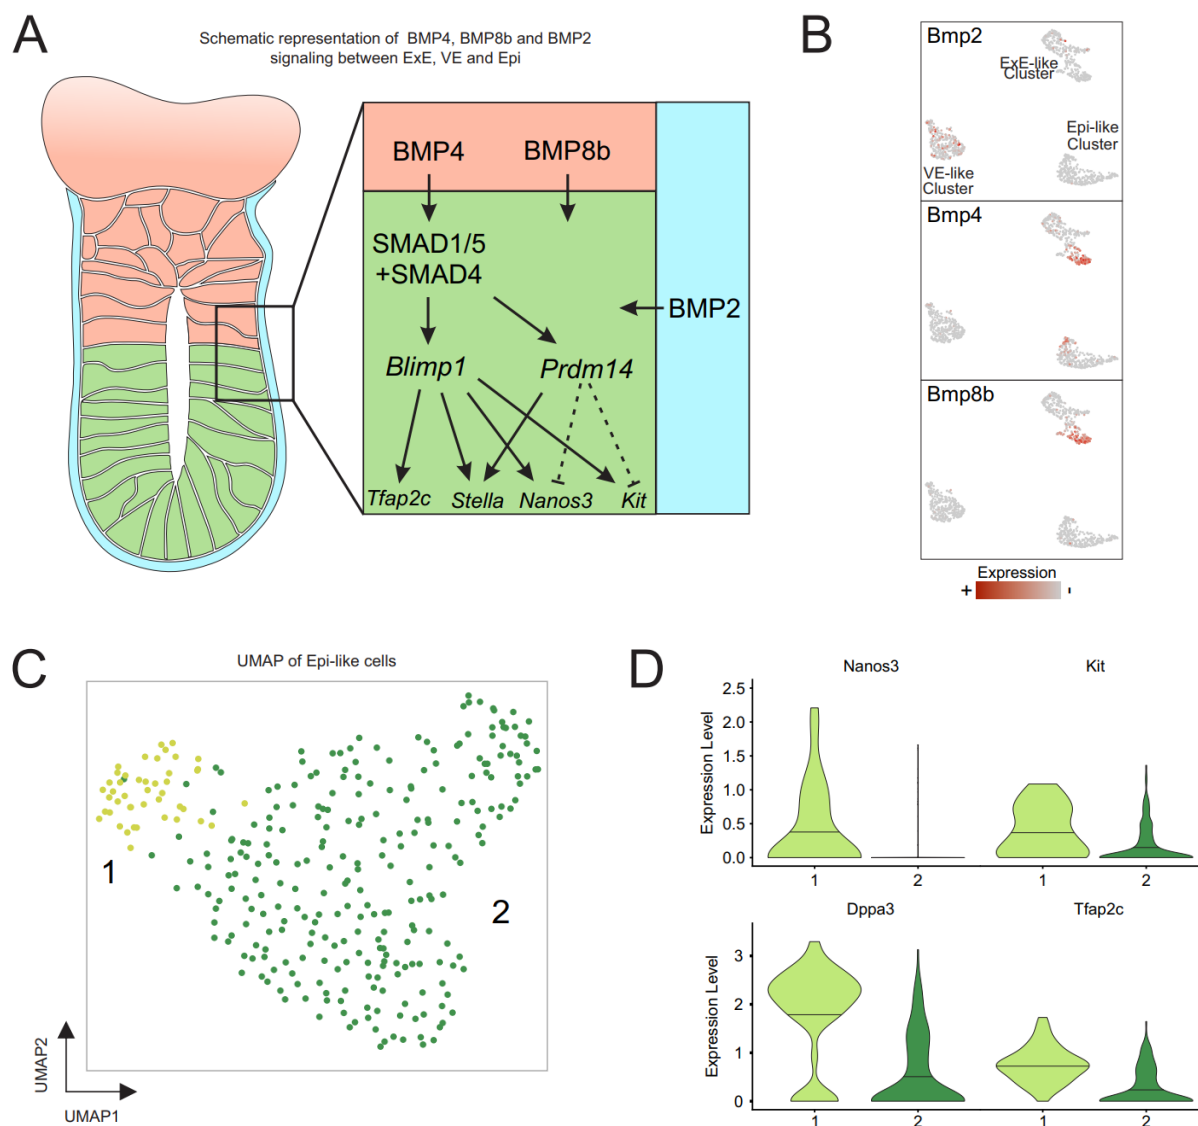 A
Schematic representation of BMP4, BMP8b and BMP2
signaling between ExE, VE and Epi
BMP4
BMP8b
SMAD1/5
+SMAD4
BMP2
Blimp1
Prdm14
Tfap2c
Stella
Nanos3
Kit
B
Bmp2
ExE-like
Cluster
Epi-like
Cluster
VE-like
Cluster
Bmp4
Bmp8b
Expression
+
-
C
UMAP of Epi-like cells
1
2
UMAP2
UMAP1
D
Nanos3
Kit
Expression Level
2.5
2.0
1.5
1.0
0.5
0.0
1
2
1
2
Dppa3
Tfap2c
Expression Level
3
2
1
0
1
2
1
2